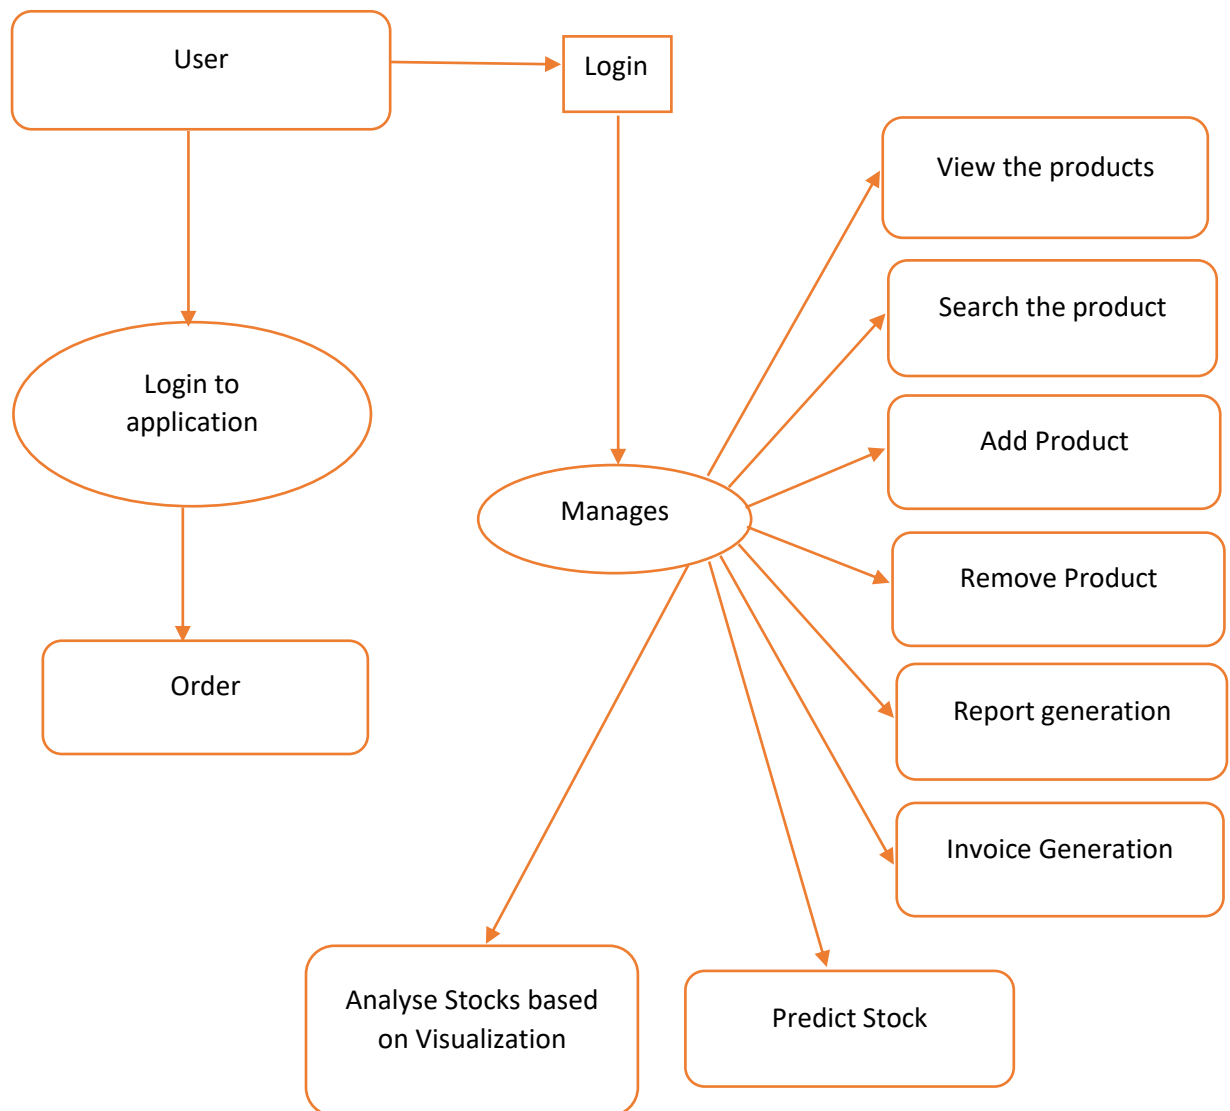 User
Login
View the products
Search the product
Login to
application
Add Product
Manages
Remove Product
Order
Report generation
Invoice Generation
Analyse Stocks based
on Visualization
Predict Stock